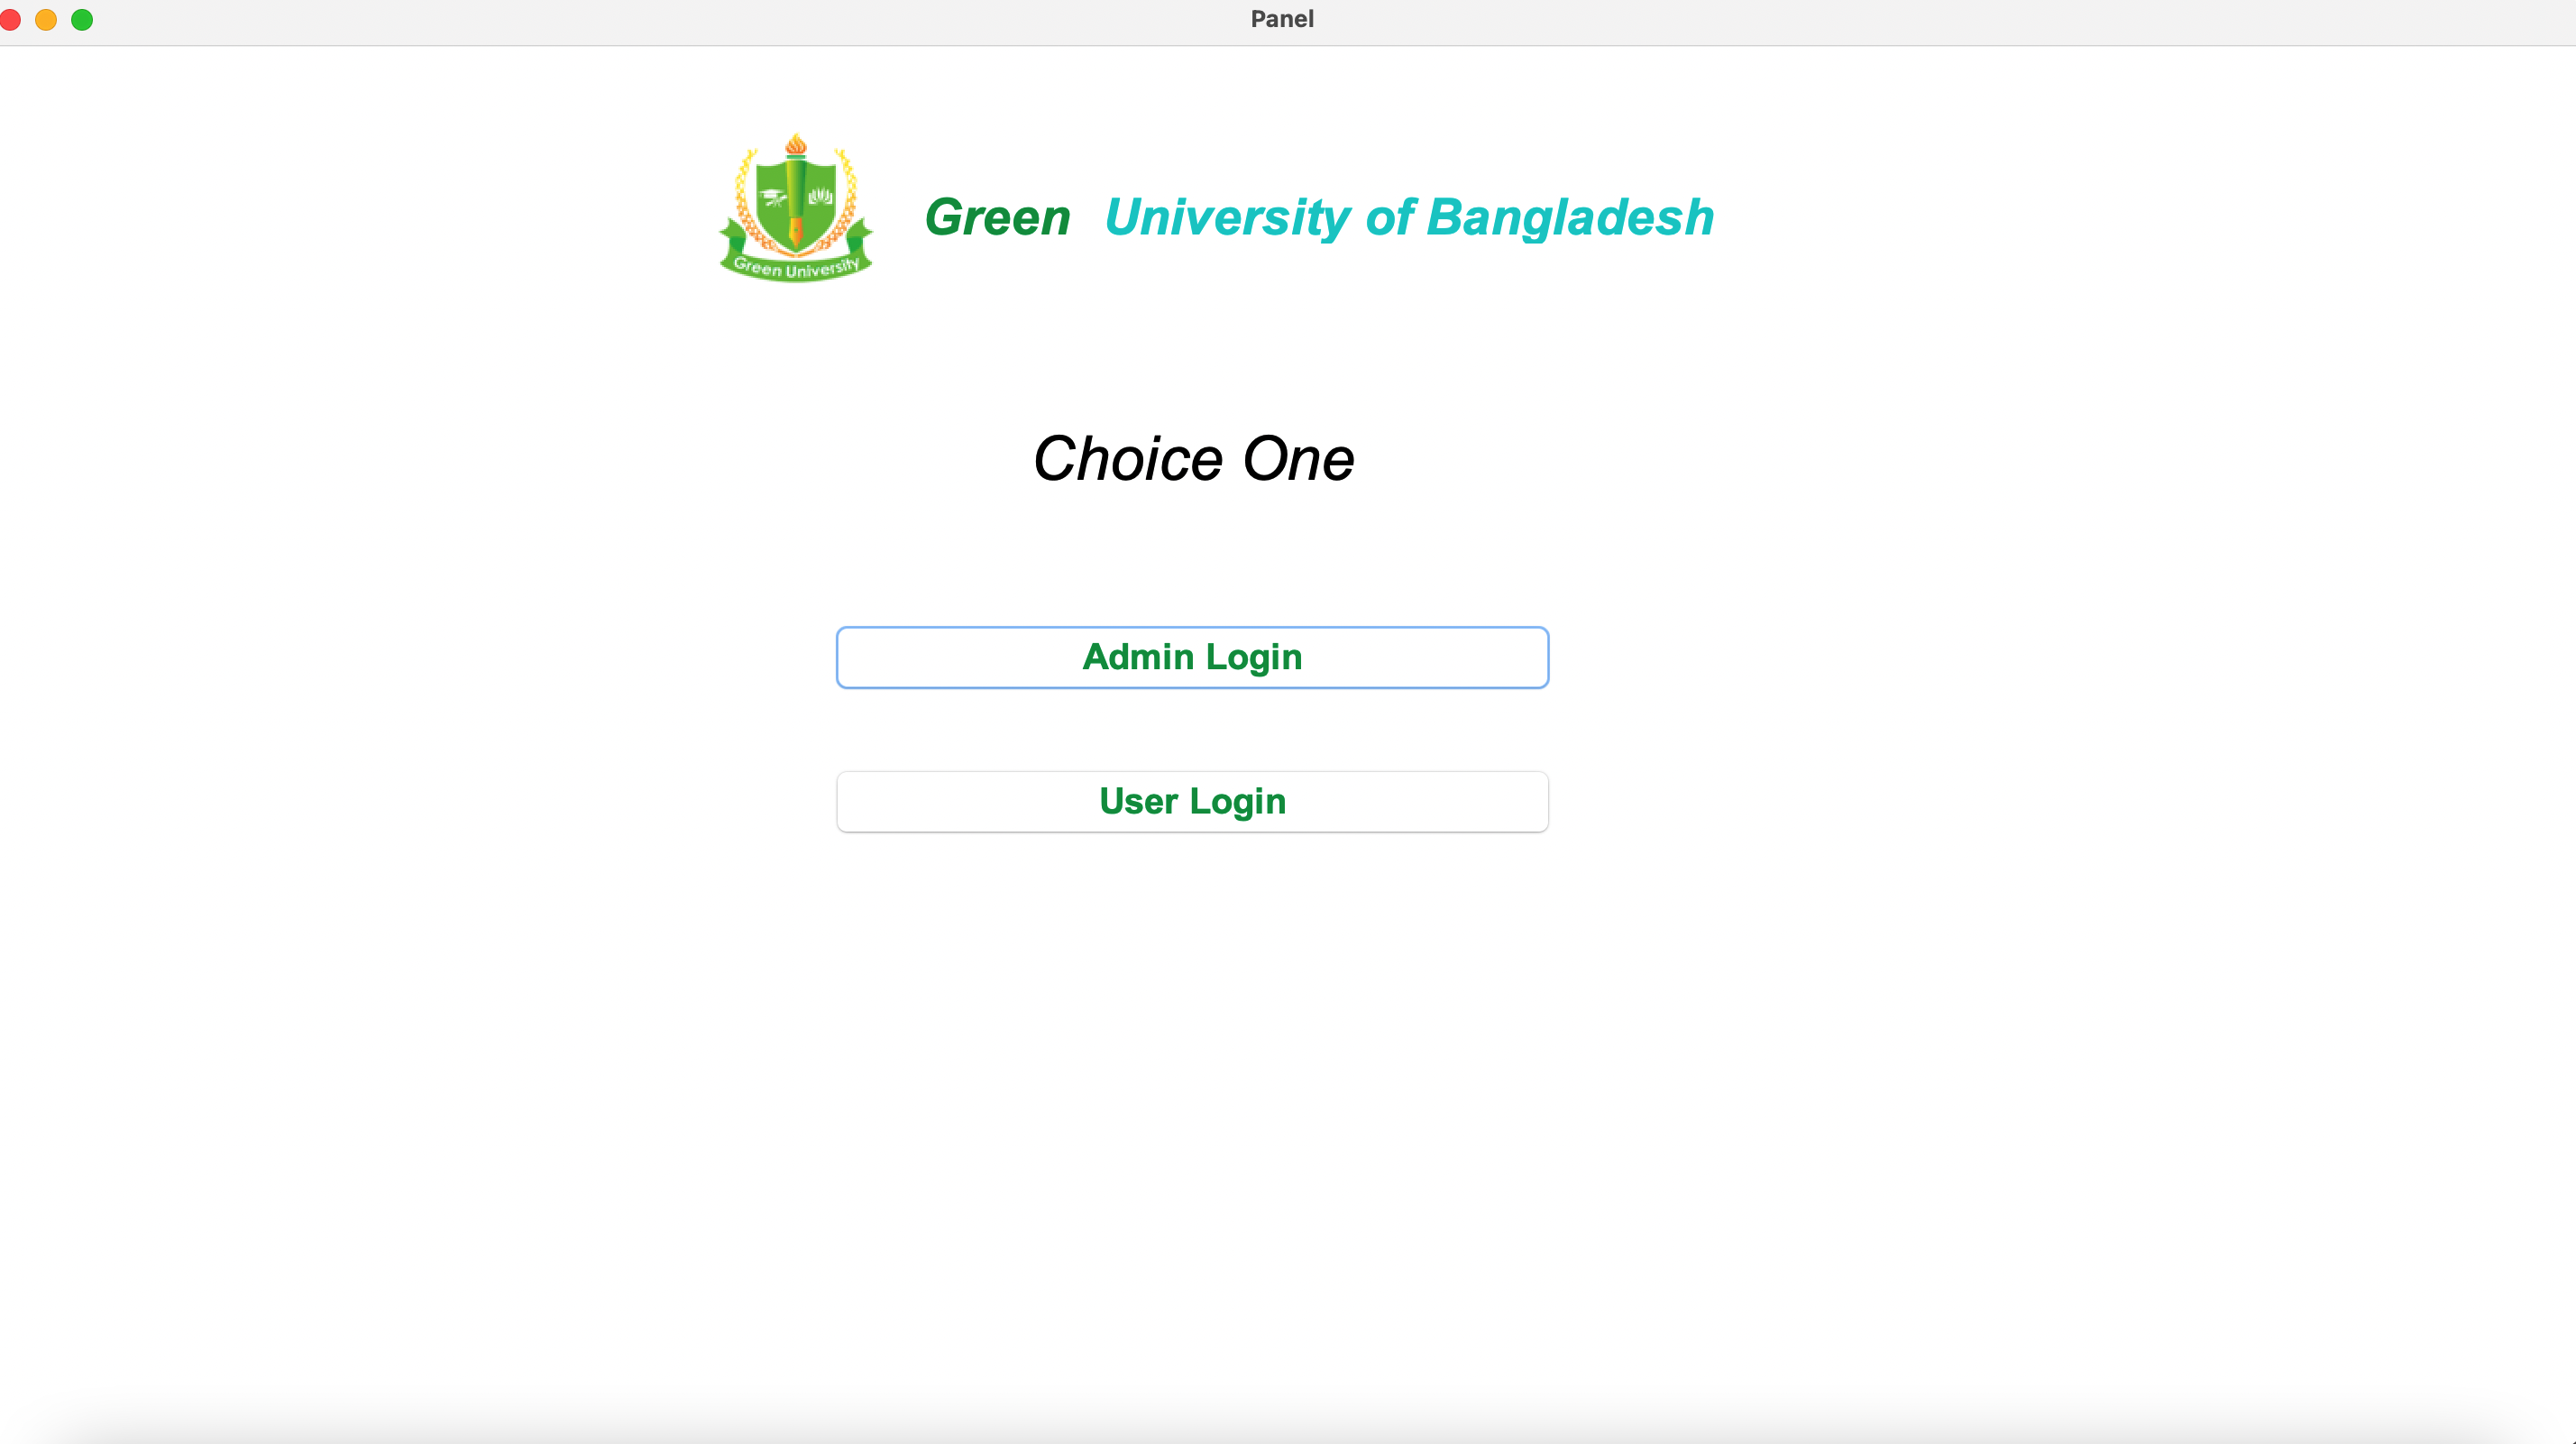 Panel
Green University
Green University of Bangladesh
Choice One
Admin Login
User Login